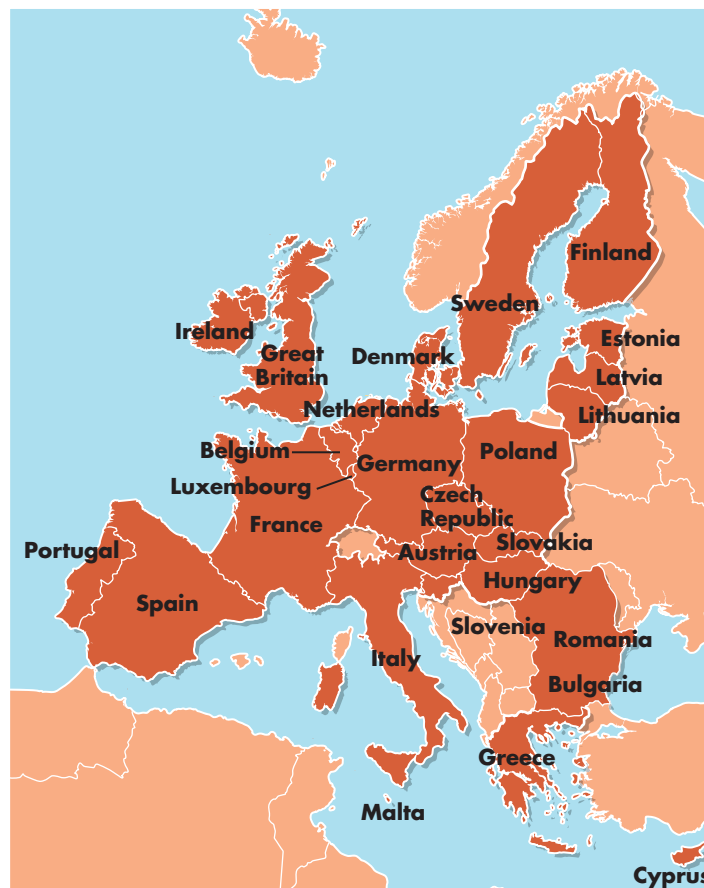 Finland
Sweden
Ireland
Estonia
Great
Britain
Denmark
Latvia
Netherlands
Lithuania
Belgium
Poland
Germany
Luxembourg
Czech
Republic
France
Portugal
Austria
Slovakia
Hungary
Spain
Slovenia
Romania
Italy
Bulgaria
Greece
Malta
Cyprus